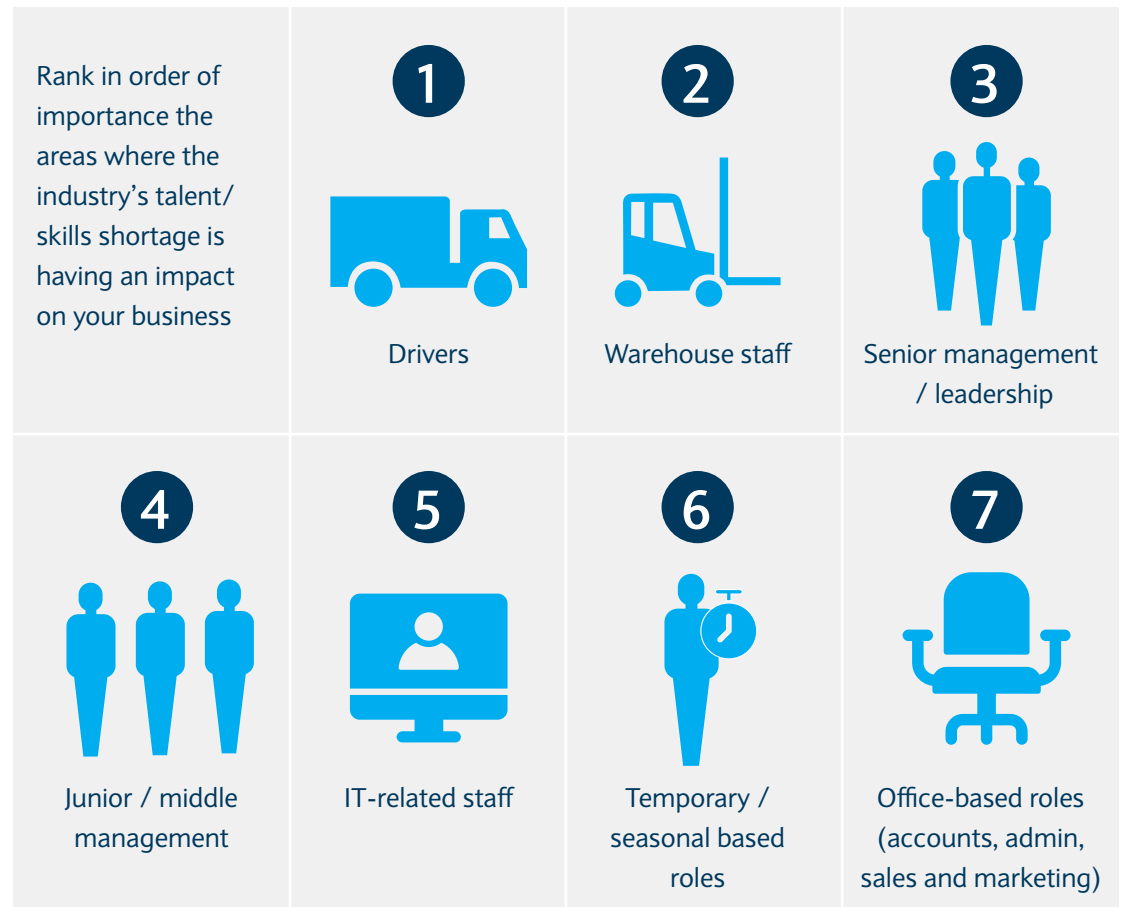 Rank in order of
importance the
areas where the
industry’s talent/
skills shortage is
having an impact
on your business
1
Drivers
2
Warehouse staff
3
Senior management
/ leadership
4
Junior / middle
management
5
IT-related staff
6
Temporary /
seasonal based
roles
7
Office-based roles
(accounts, admin,
sales and marketing)